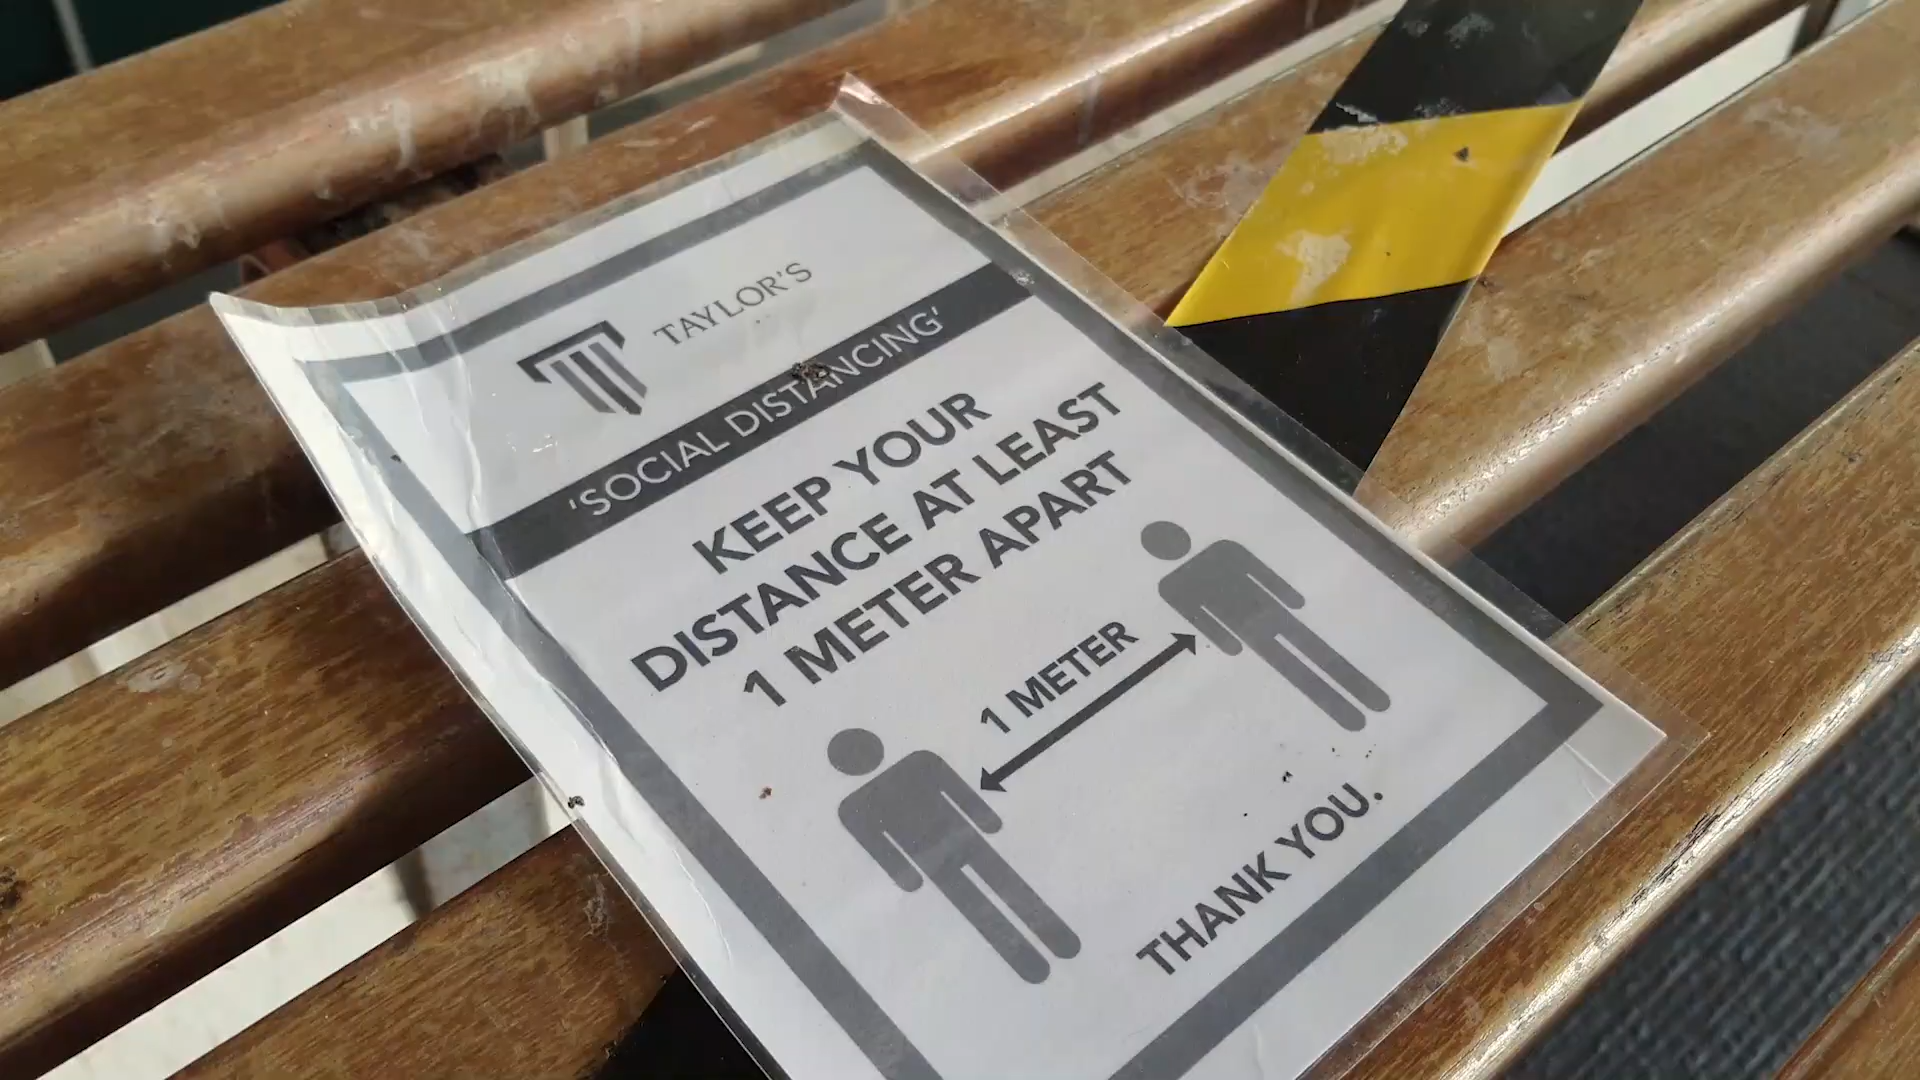 TAYLOR'S
'SOCIAL DISTANCING'
KEEP YOUR
DISTANCE AT LEAST
1 METER APART
1 METER
THANK YOU.